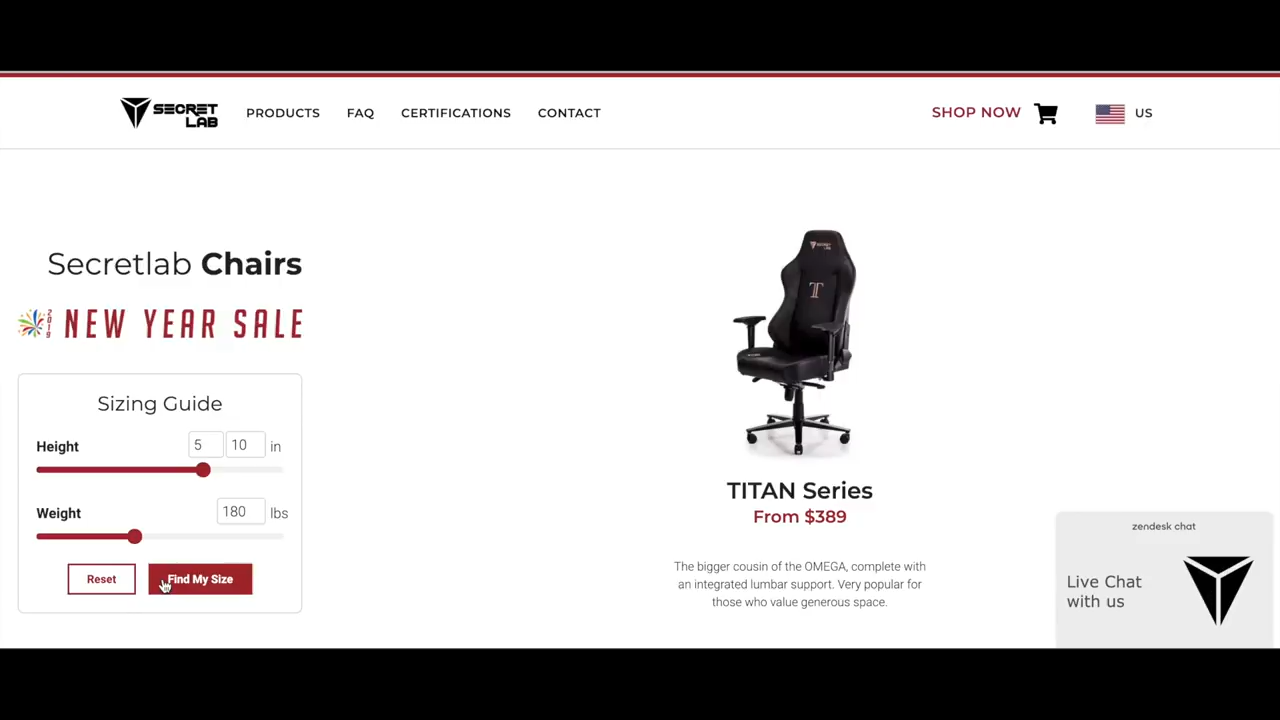 SECRET
LAB
PRODUCTS
FAQ
CERTIFICATIONS
CONTACT
SHOP NOW
US
Secretlab Chairs
2019
NEW YEAR SALE
Sizing Guide
Height 5 10 in
Weight 180 lbs
Reset
Find My Size
SECRET
LAB
T
TITAN Series
From $389
The bigger cousin of the OMEGA, complete with
an integrated lumbar support. Very popular for
those who value generous space.
zendesk chat
Live Chat
with us